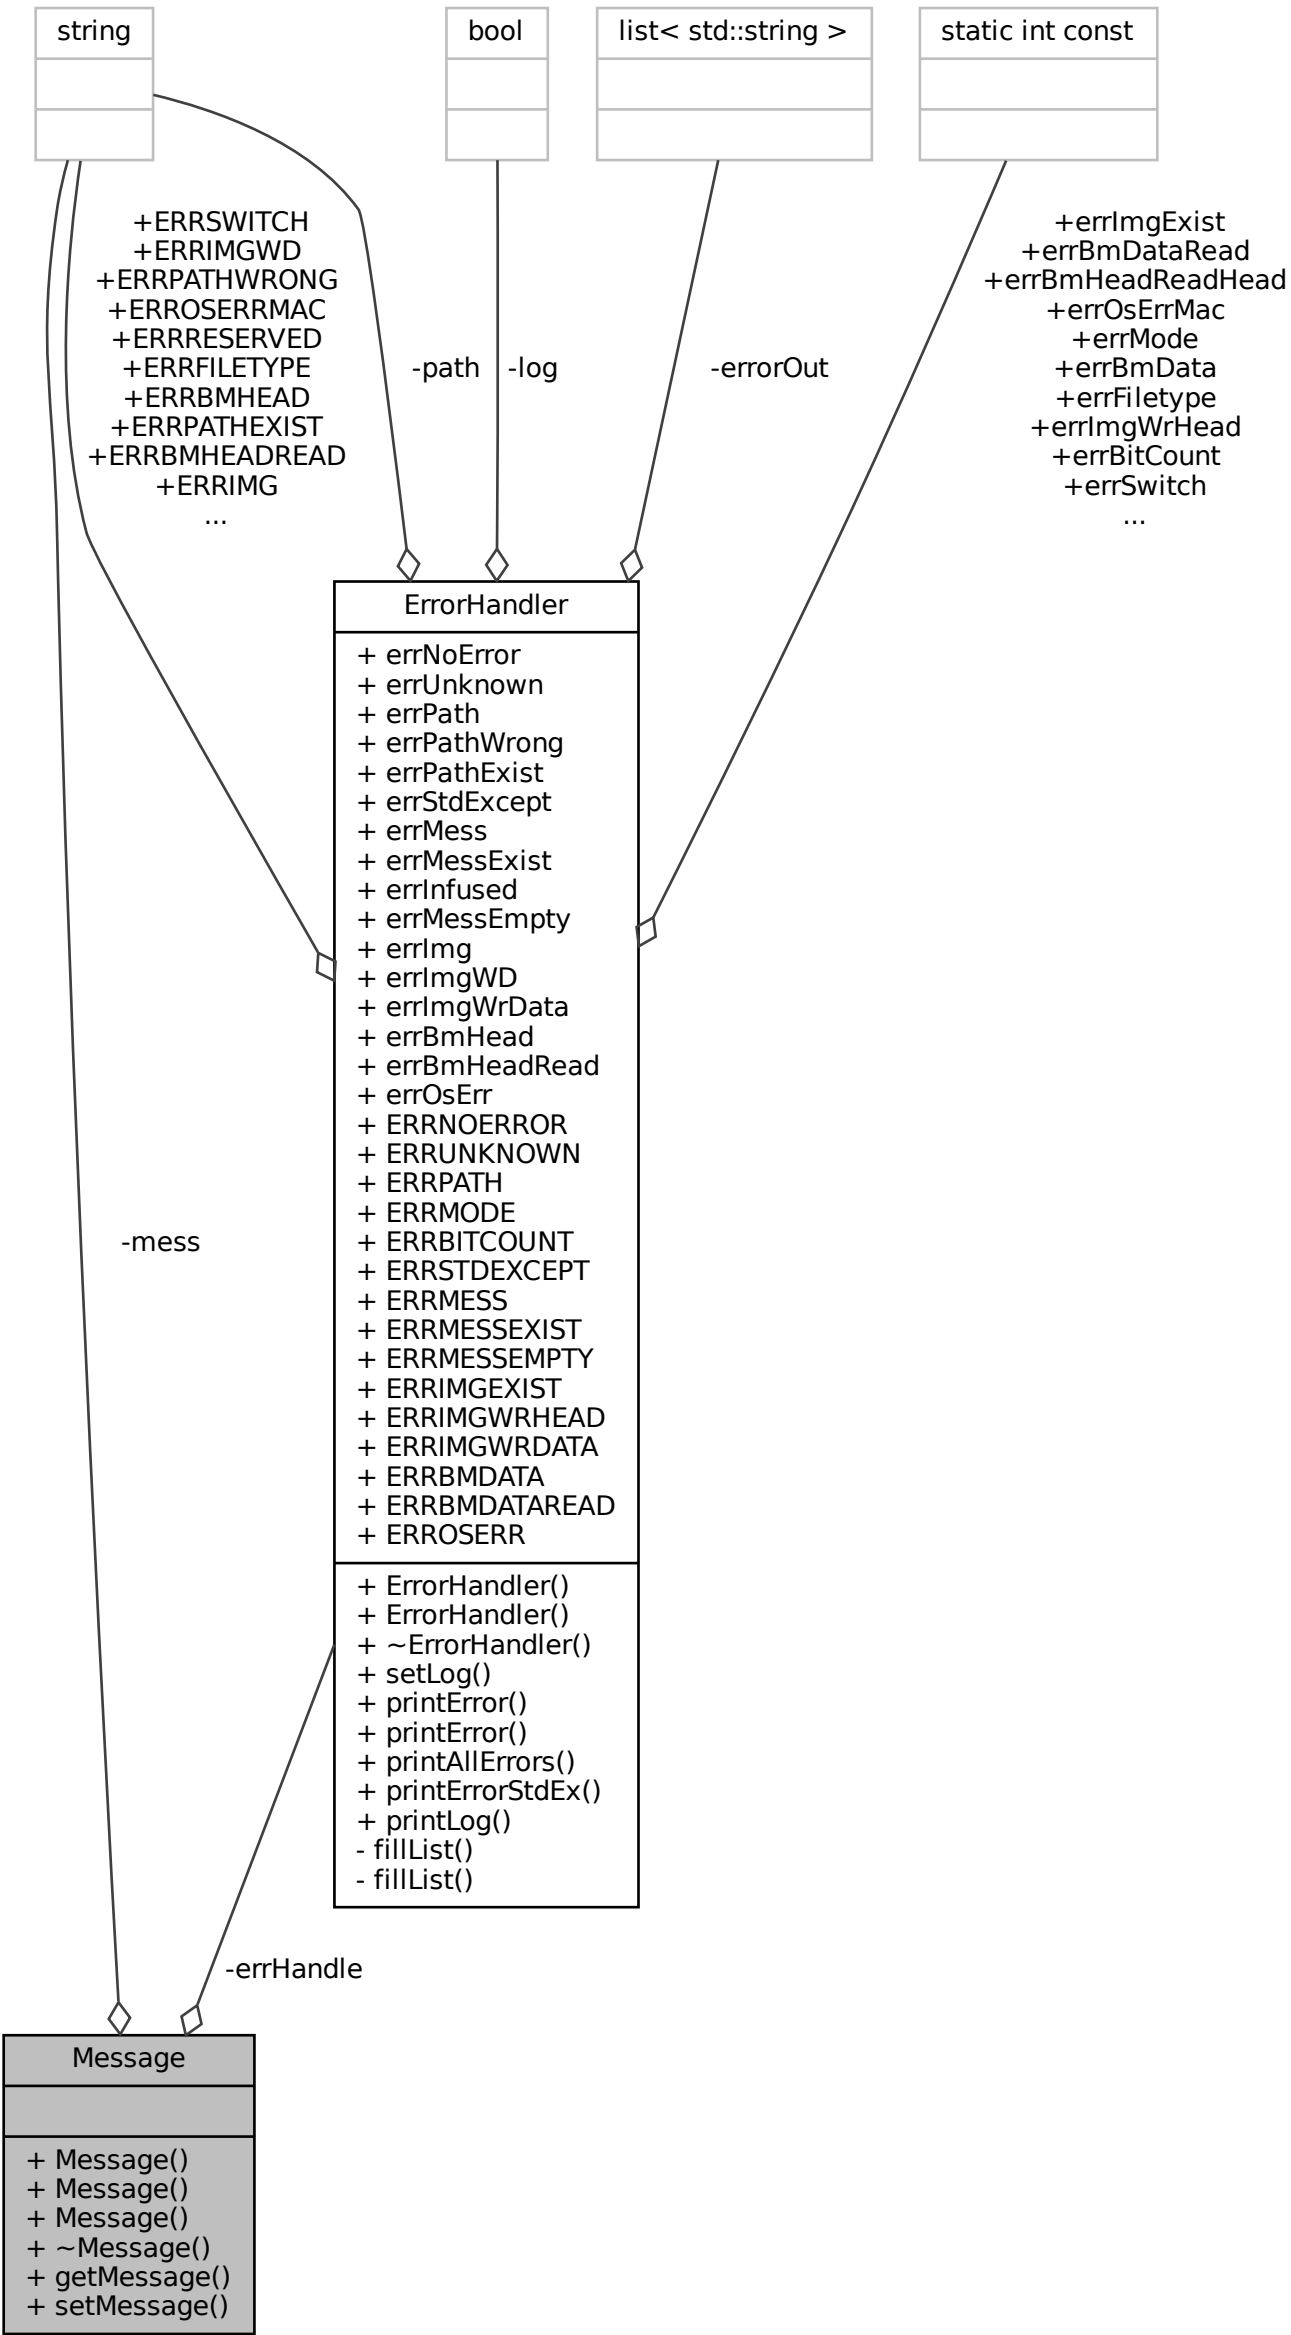 string
bool
list< std::string >
static int const
+ERRSWITCH
+ERRIMGWD
+ERRPATHWRONG
+ERROSERRMAC
+ERRRESERVED
+ERRFILETYPE
+ERRBMHEAD
+ERRPATHEXIST
+ERRBMHEADREAD
+ERRIMG
...
-path
-log
-errorOut
+errImgExist
+errBmDataRead
+errBmHeadReadHead
+errOsErrMac
+errMode
+errBmData
+errFiletype
+errImgWrHead
+errBitCount
+errSwitch
...
ErrorHandler
+ errNoError
+ errUnknown
+ errPath
+ errPathWrong
+ errPathExist
+ errStdExcept
+ errMess
+ errMessExist
+ errInfused
+ errMessEmpty
+ errImg
+ errImgWD
+ errImgWrData
+ errBmHead
+ errBmHeadRead
+ errOsErr
+ ERRNOERROR
+ ERRUNKNOWN
+ ERRPATH
+ ERRMODE
+ ERRBITCOUNT
+ ERRSTDEXCEPT
+ ERRMESS
+ ERRMESSEXIST
+ ERRMESSEMPTY
+ ERRIMGEXIST
+ ERRIMGWRHEAD
+ ERRIMGWRDATA
+ ERRBMDATA
+ ERRBMDATAREAD
+ ERROSERR
+ ErrorHandler()
+ ErrorHandler()
+ ~ErrorHandler()
+ setLog()
+ printError()
+ printError()
+ printAllErrors()
+ printErrorStdEx()
+ printLog()
- fillList()
- fillList()
-mess
-errHandle
Message
+ Message()
+ Message()
+ Message()
+ ~Message()
+ getMessage()
+ setMessage()